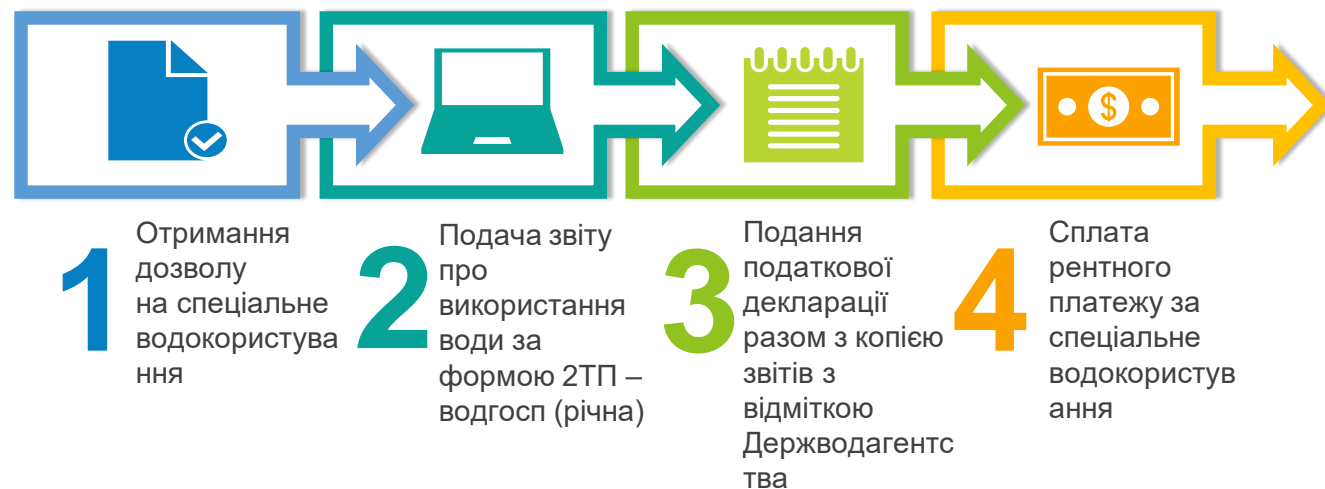 $
1
Отримання
дозволу
на спеціальне
водокористува
ння
2
Подача звіту
про
використання
води за
формою 2ТП –
водгосп (річна)
3
Подання
податкової
декларації
разом з копією
звітів з
відміткою
Держводагентс
тва
4
Сплата
рентного
платежу за
спеціальне
водокористув
ання